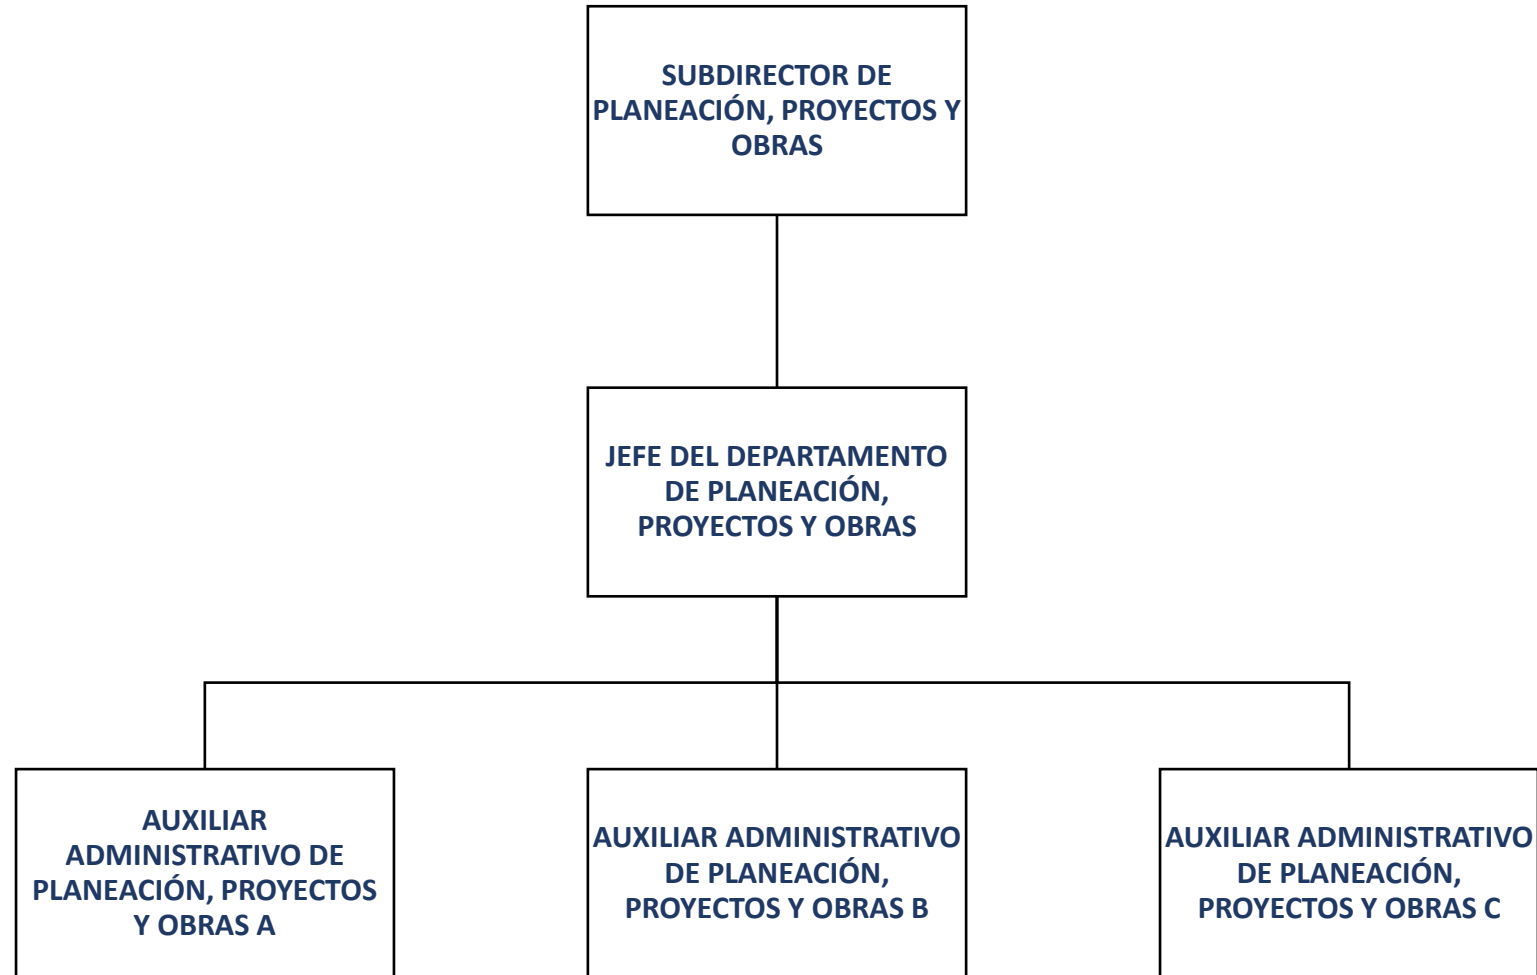 SUBDIRECTOR DE
PLANEACIÓN, PROYECTOS Y
OBRAS
JEFE DEL DEPARTAMENTO
DE PLANEACIÓN,
PROYECTOS Y OBRAS
AUXILIAR
ADMINISTRATIVO DE
PLANEACIÓN, PROYECTOS
Y OBRAS A
AUXILIAR ADMINISTRATIVO
DE PLANEACIÓN,
PROYECTOS Y OBRAS B
AUXILIAR ADMINISTRATIVO
DE PLANEACIÓN,
PROYECTOS Y OBRAS C